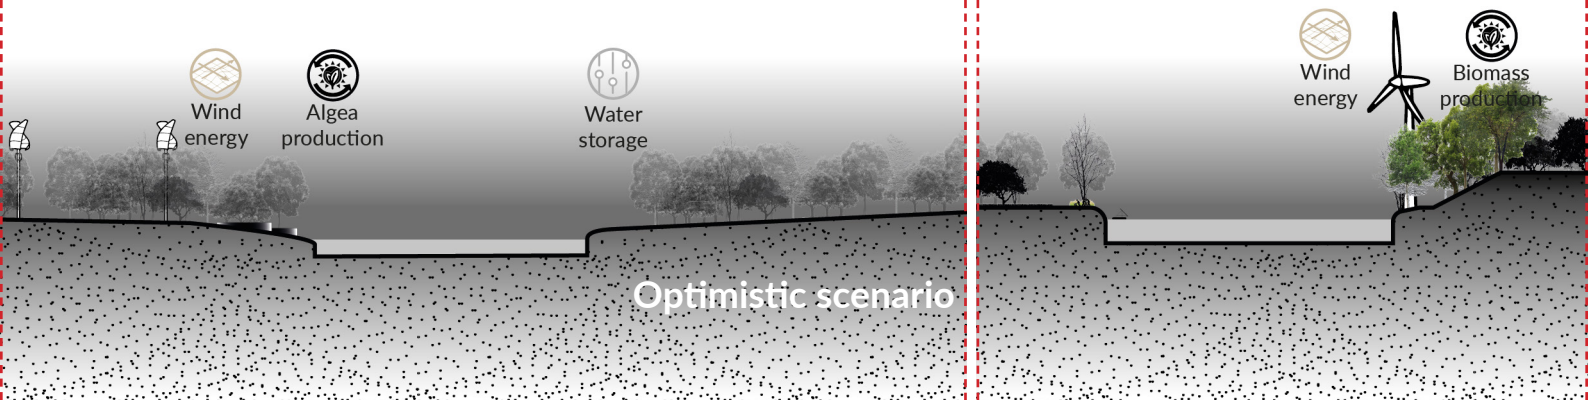 Wind
energy
Algea
production
Water
storage
Optimistic scenario
Wind
energy
Biomass
production